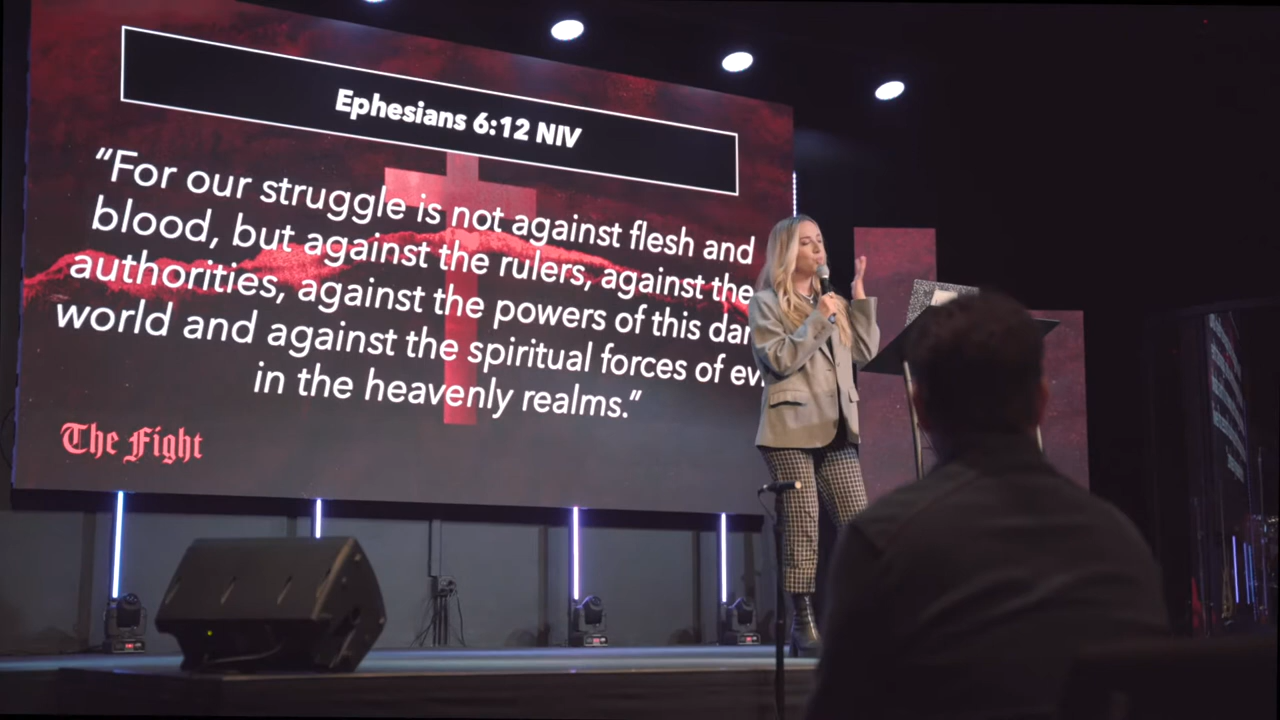 Ephesians 6:12 NIV
“For our struggle is not against flesh and
blood, but against the rulers, against the
authorities, against the powers of this
world and against the spiritual forces of
in the heavenly realms.”
The Fight